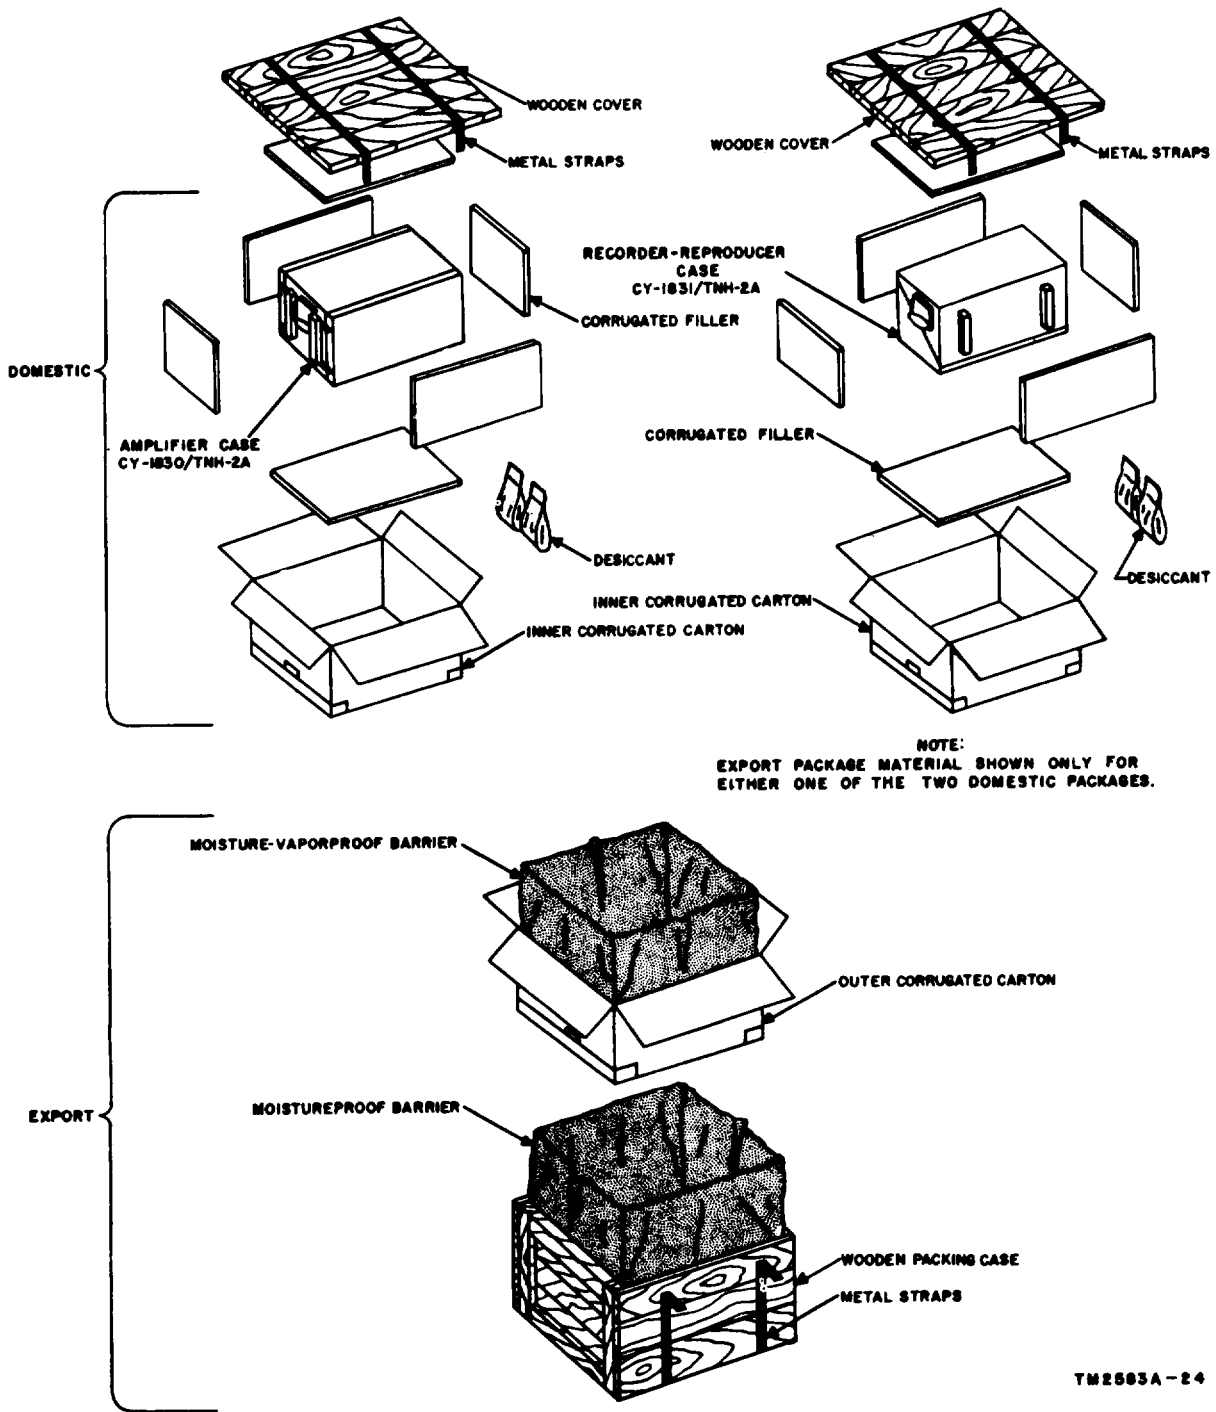 WOODEN COVER
METAL STRAPS
WOODEN COVER
METAL STRAPS
RECORDER-REPRODUCER
CASE
CY-1831/TNH-2A
CORRUGATED FILLER
DOMESTIC
AMPLIFIER CASE
CY-1830/TNH-2A
CORRUGATED FILLER
DESICCANT
DESICCANT
INNER CORRUGATED CARTON
INNER CORRUGATED CARTON
NOTE:
EXPORT PACKAGE MATERIAL SHOWN ONLY FOR
EITHER ONE OF THE TWO DOMESTIC PACKAGES.
MOISTURE-VAPORPROOF BARRIER
OUTER CORRUGATED CARTON
EXPORT
MOISTUREPROOF BARRIER
WOODEN PACKING CASE
METAL STRAPS
TM2583A-24